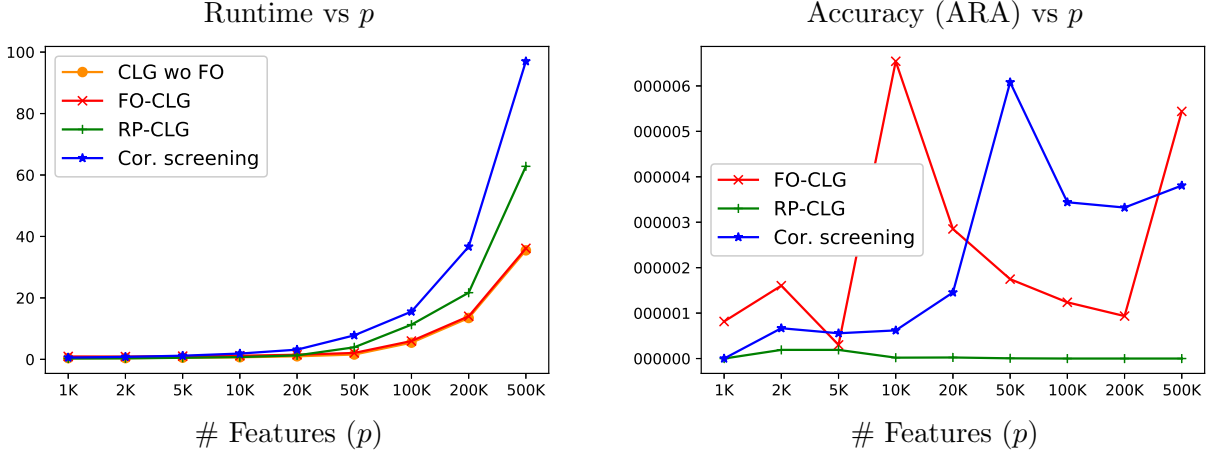 Runtime vs p
100
80
60
40
20
0
CLG wo FO
FO-CLG
RP-CLG
Cor. screening
1K 2K 5K 10K 20K 50K 100K 200K 500K
# Features (p)
Accuracy (ARA) vs p
000006
000005
000004
000003
000002
000001
000000
FO-CLG
RP-CLG
Cor. screening
1K 2K 5K 10K 20K 50K 100K 200K 500K
# Features (p)